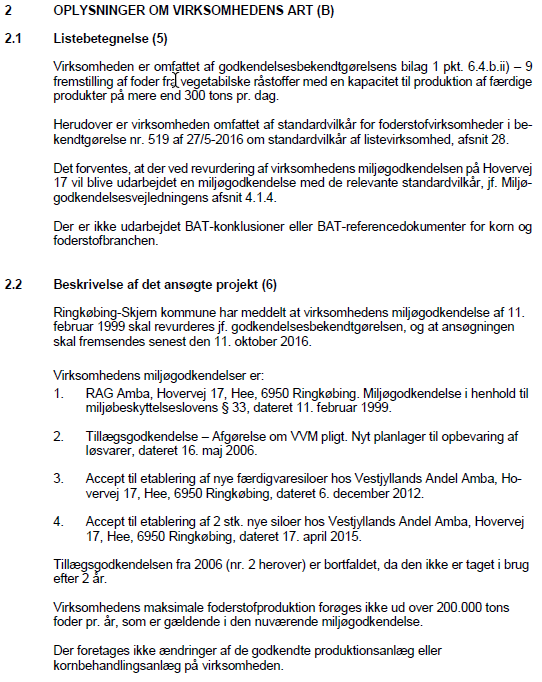 2 OPLYSNINGER OM VIRKSOMHEDENS ART (B)
2.1 Listebetegnelse (5)
Virksomheden er omfattet af godkendelsesbekendtgørelsens bilag 1 pkt. 6.4.b.ii) – 9
fremstilling af foder fra vegetabilske råstoffer med en kapacitet til produktion af færdige
produkter på mere end 300 tons pr. dag.
Herudover er virksomheden omfattet af standardvilkår for foderstofvirksomheder i be-
kendtgørelse nr. 519 af 27/5-2016 om standardvilkår af listevirksomhed, afsnit 28.
Det forventes, at der ved revurdering af virksomhedens miljøgodkendelsen på Hovervej
17 vil blive udarbejdet en miljøgodkendelse med de relevante standardvilkår, jf. Miljø-
godkendelsesvejledningens afsnit 4.1.4.
Der er ikke udarbejdet BAT-konklusioner eller BAT-referencedokumenter for korn og
foderstofbranchen.
2.2 Beskrivelse af det ansøgte projekt (6)
Ringkøbing-Skjern kommune har meddelt at virksomhedens miljøgodkendelse af 11.
februar 1999 skal revurderes jf. godkendelsesbekendtgørelsen, og at ansøgningen
skal fremsendes senest den 11. oktober 2016.
Virksomhedens miljøgodkendelser er:
1. RAG Amba, Hovervej 17, Hee, 6950 Ringkøbing. Miljøgodkendelse i henhold til
miljøbeskyttelseslovens § 33, dateret 11. februar 1999.
2. Tillægsgodkendelse – Afgørelse om VVM pligt. Nyt planlager til opbevaring af
løsvarer, dateret 16. maj 2006.
3. Accept til etablering af nye færdigvaresiloer hos Vestjyllands Andel Amba, Ho-
vervej 17, Hee, 6950 Ringkøbing, dateret 6. december 2012.
4. Accept til etablering af 2 stk. nye siloer hos Vestjyllands Andel Amba, Hovervej
17, Hee, 6950 Ringkøbing, dateret 17. april 2015.
Tillægsgodkendelsen fra 2006 (nr. 2 herover) er bortfaldet, da den ikke er taget i brug
efter 2 år.
Virksomhedens maksimale foderstofproduktion forøges ikke ud over 200.000 tons
foder pr. år, som er gældende i den nuværende miljøgodkendelse.
Der foretages ikke ændringer af de godkendte produktionsanlæg eller
kornbehandlingsanlæg på virksomheden.